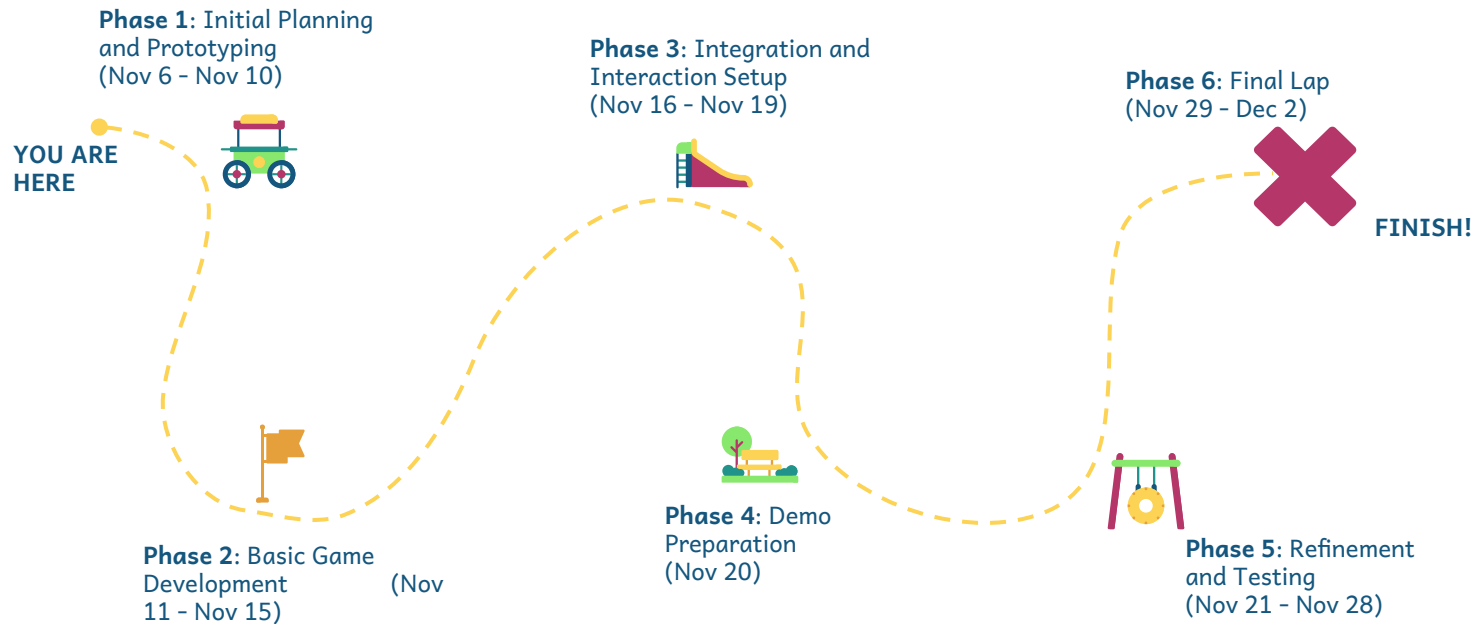 Phase 1: Initial Planning
and Prototyping
(Nov 6 - Nov 10)
YOU ARE
HERE
Phase 2: Basic Game
Development (Nov
11 - Nov 15)
Phase 3: Integration and
Interaction Setup
(Nov 16 - Nov 19)
Phase 4: Demo
Preparation
(Nov 20)
Phase 5: Refinement
and Testing
(Nov 21 - Nov 28)
Phase 6: Final Lap
(Nov 29 - Dec 2)
FINISH!